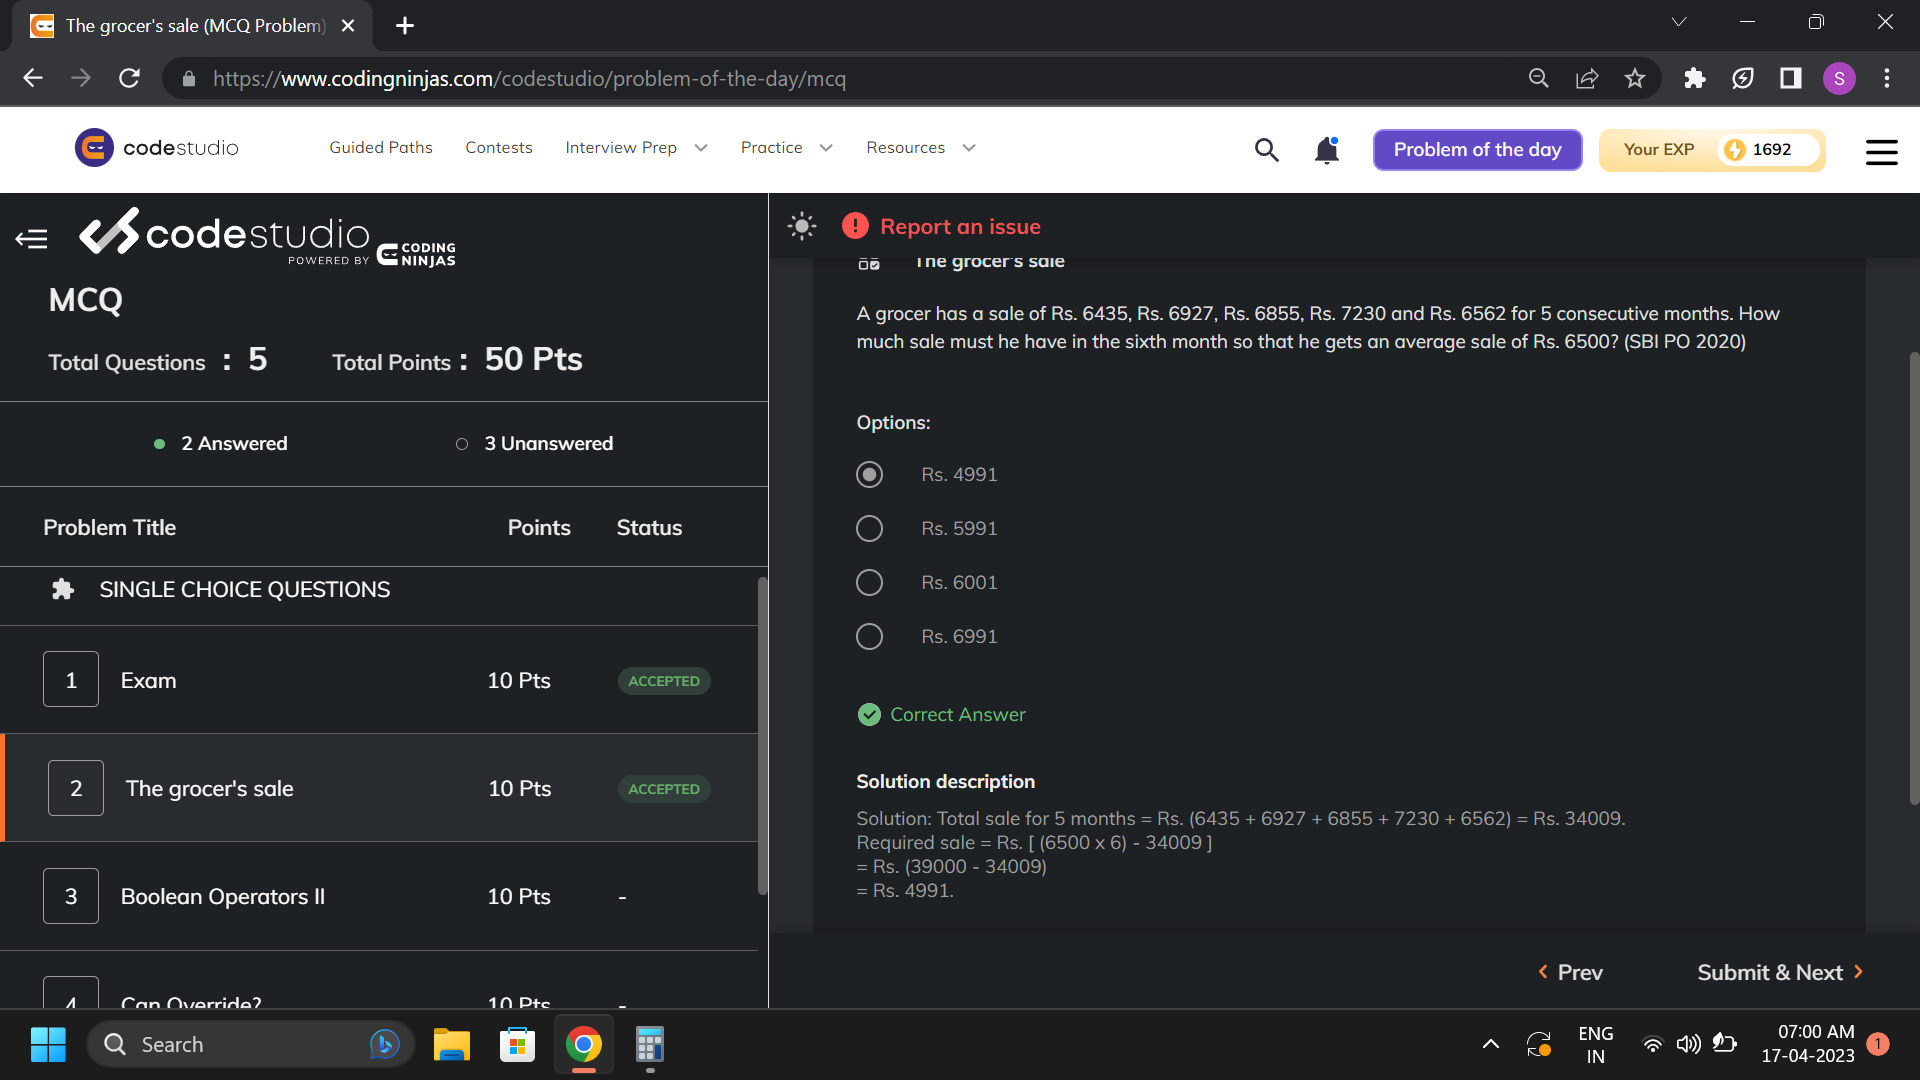 The grocer's sale (MCQ Problem)
https://www.codingninjas.com/codestudio/problem-of-the-day/mcq
S
codestudio
Guided Paths
Contests
Interview Prep
Practice
Resources
Problem of the day
Your EXP
1692
codestudio
POWERED BY
CODING
NINJAS
MCQ
Total Questions : 5
Total Points : 50 Pts
2 Answered
3 Unanswered
Problem Title
Points
Status
SINGLE CHOICE QUESTIONS
1
Exam
10 Pts
ACCEPTED
2
The grocer's sale
10 Pts
ACCEPTED
3
Boolean Operators II
10 Pts
-
4
Can Override?
10 Pts
-
Report an issue
The grocer's sale
A grocer has a sale of Rs. 6435, Rs. 6927, Rs. 6855, Rs. 7230 and Rs. 6562 for 5 consecutive months. How
much sale must he have in the sixth month so that he gets an average sale of Rs. 6500? (SBI PO 2020)
Options:
Rs. 4991
Rs. 5991
Rs. 6001
Rs. 6991
Correct Answer
Solution description
Solution: Total sale for 5 months = Rs. (6435 + 6927 + 6855 + 7230 + 6562) = Rs. 34009.
Required sale = Rs. [ (6500 x 6) - 34009 ]
= Rs. (39000 - 34009)
= Rs. 4991.
Prev
Submit & Next
Search
ENG
IN
07:00 AM
17-04-2023
1